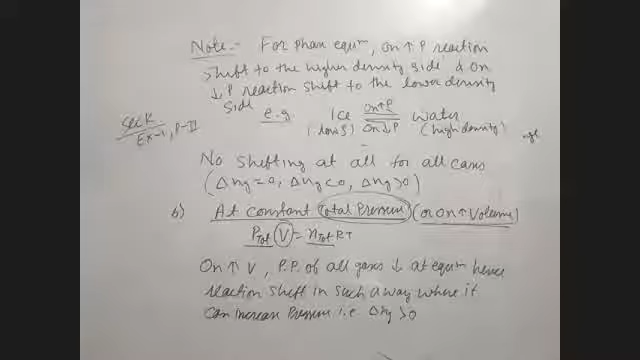 Note:- For phan equm, on ↑ P reaction
shift to the higher density side & on
↓ P reaction shift to the lower density
side e.g Ice on↑P / on↓P water
(low ρ) (high density)
Ex-1, P-II
No shifting at all for all cases
(Δng=0, Δng<0, Δng>0)
b) At constant Total Pressure (or on ↑ Volume)
PTot V = nTot RT
On ↑ V, P.P. of all gases ↓ at equm hence
reaction shift in such a way where it
can increase Pressure i.e Δng>0